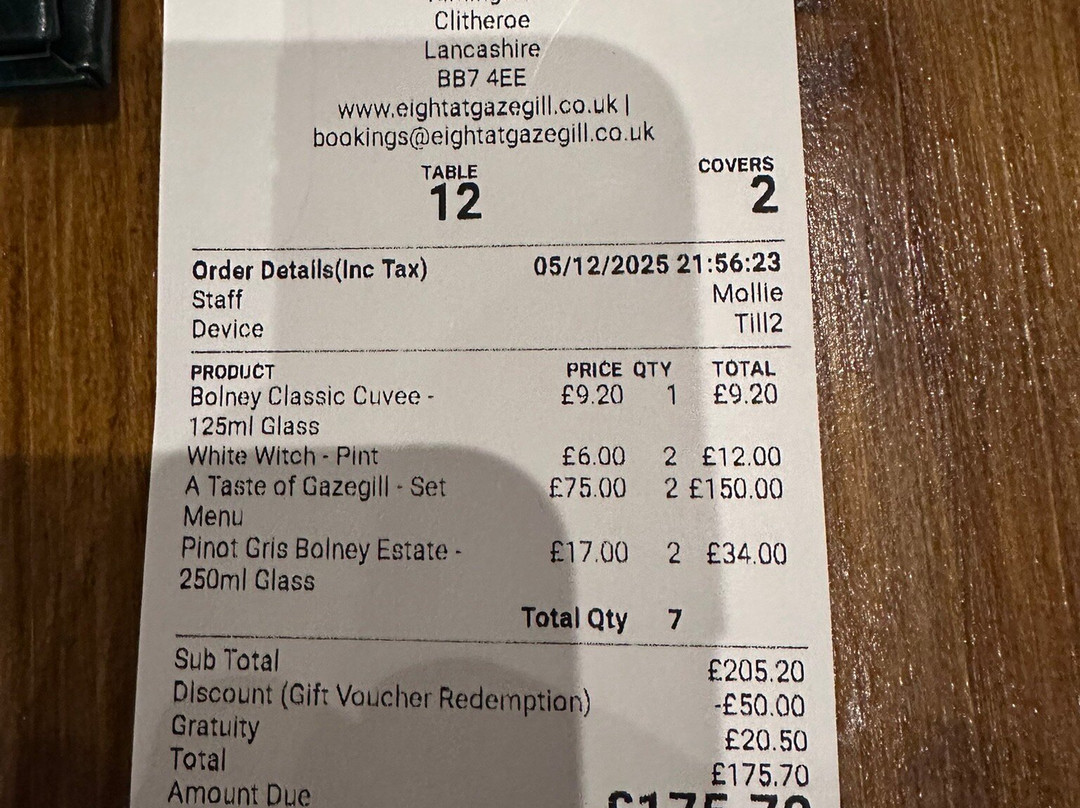 Clitheroe
Lancashire
BB7 4EE
www.eightatgazegill.co.uk |
bookings@eightatgazegill.co.uk
TABLE COVERS
12 2
Order Details(Inc Tax) 05/12/2025 21:56:23
Staff Mollie
Device Till2
PRODUCT PRICE QTY TOTAL
Bolney Classic Cuvee - £9.20 1 £9.20
125ml Glass
White Witch - Pint £6.00 2 £12.00
A Taste of Gazegill - Set £75.00 2 £150.00
Menu
Pinot Gris Bolney Estate - £17.00 2 £34.00
250ml Glass
Total Qty 7
Sub Total £205.20
Discount (Gift Voucher Redemption) -£50.00
Gratuity £20.50
Total £175.70
Amount Due £175.70